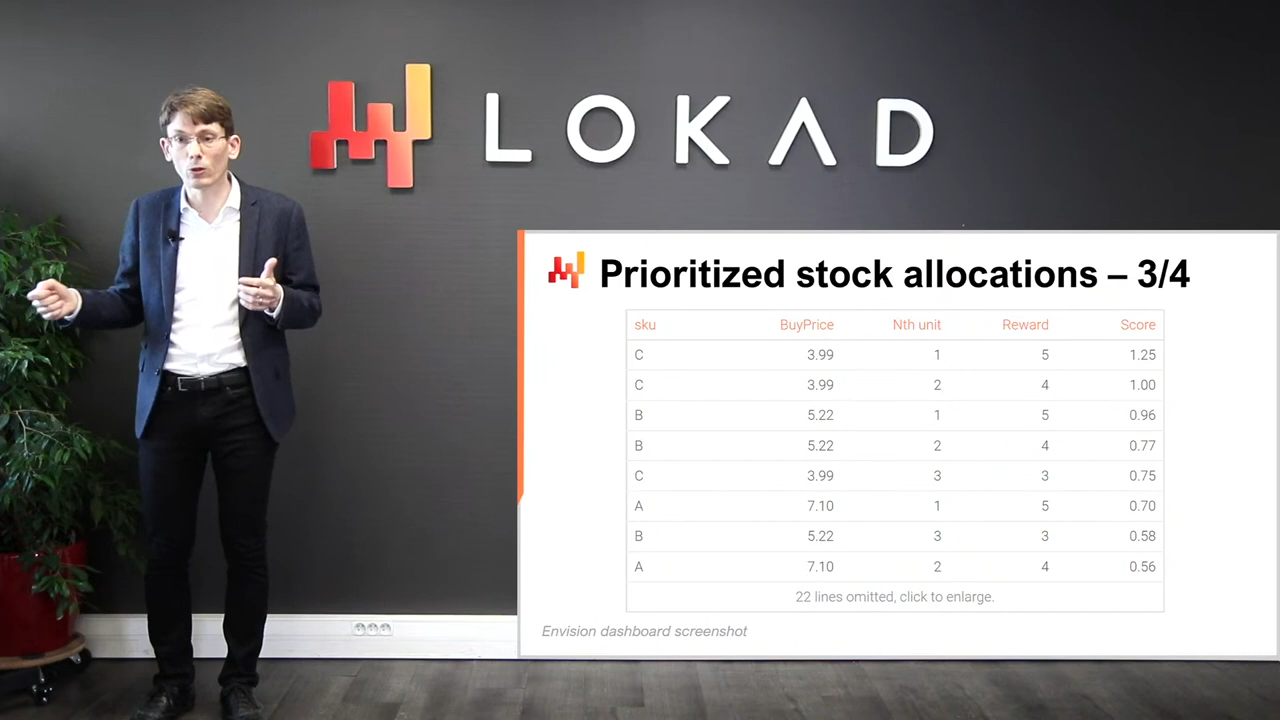 LOKAD
Prioritized stock allocations – 3/4
sku BuyPrice Nth unit Reward Score
C 3.99 1 5 1.25
C 3.99 2 4 1.00
B 5.22 1 5 0.96
B 5.22 2 4 0.77
C 3.99 3 3 0.75
A 7.10 1 5 0.70
B 5.22 3 3 0.58
A 7.10 2 4 0.56
22 lines omitted, click to enlarge.
Envision dashboard screenshot